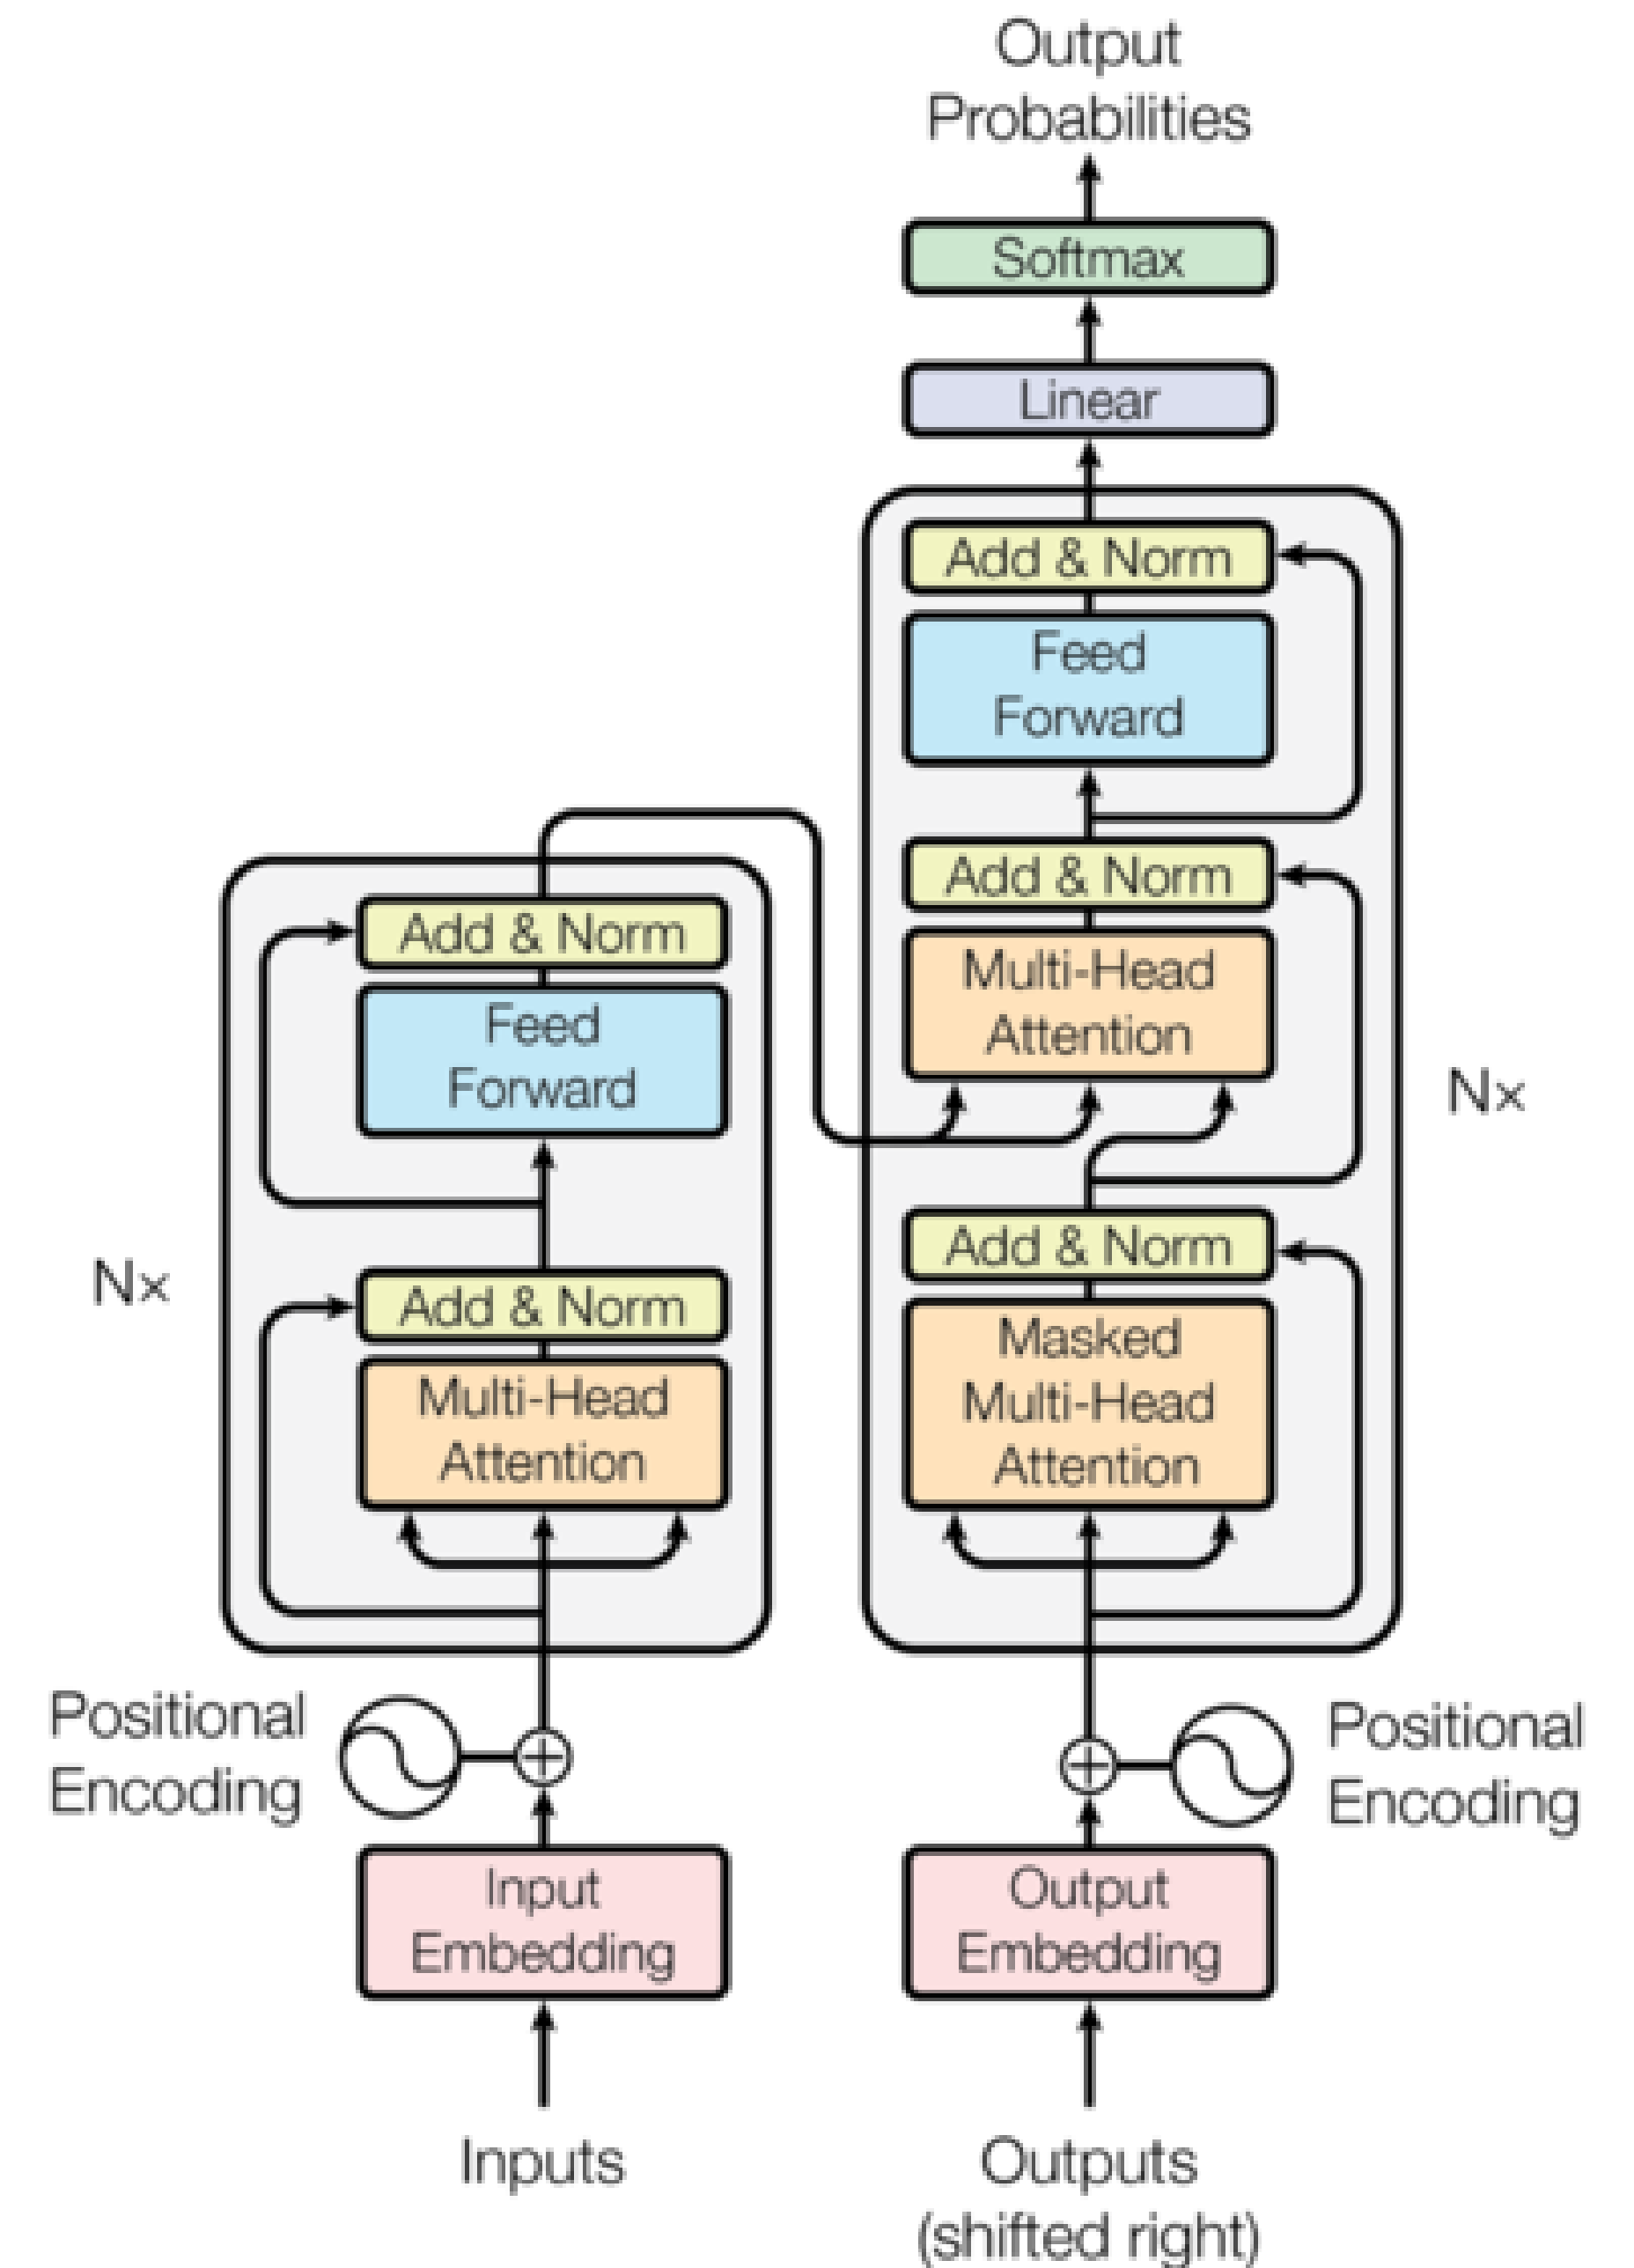 Output
Probabilities
Softmax
Linear
Add & Norm
Feed
Forward
Add & Norm
Multi-Head
Attention
Nx
Add & Norm
Masked
Multi-Head
Attention
Add & Norm
Feed
Forward
Nx
Add & Norm
Multi-Head
Attention
Positional
Encoding
Positional
Encoding
Input
Embedding
Output
Embedding
Inputs
Outputs
(shifted right)